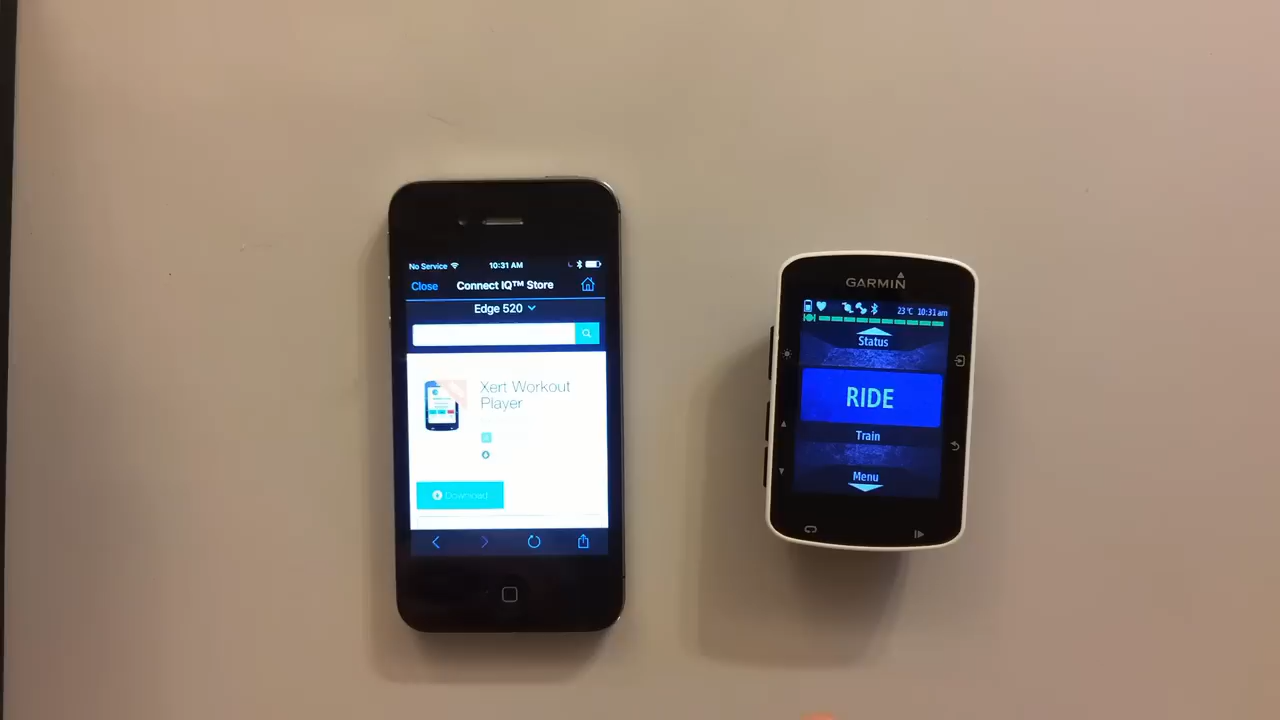 No Service
10:31 AM
Close
Connect IQ™ Store
Edge 520
Xert Workout
Player
Download
GARMIN
23°C 10:31 am
Status
RIDE
Train
Menu